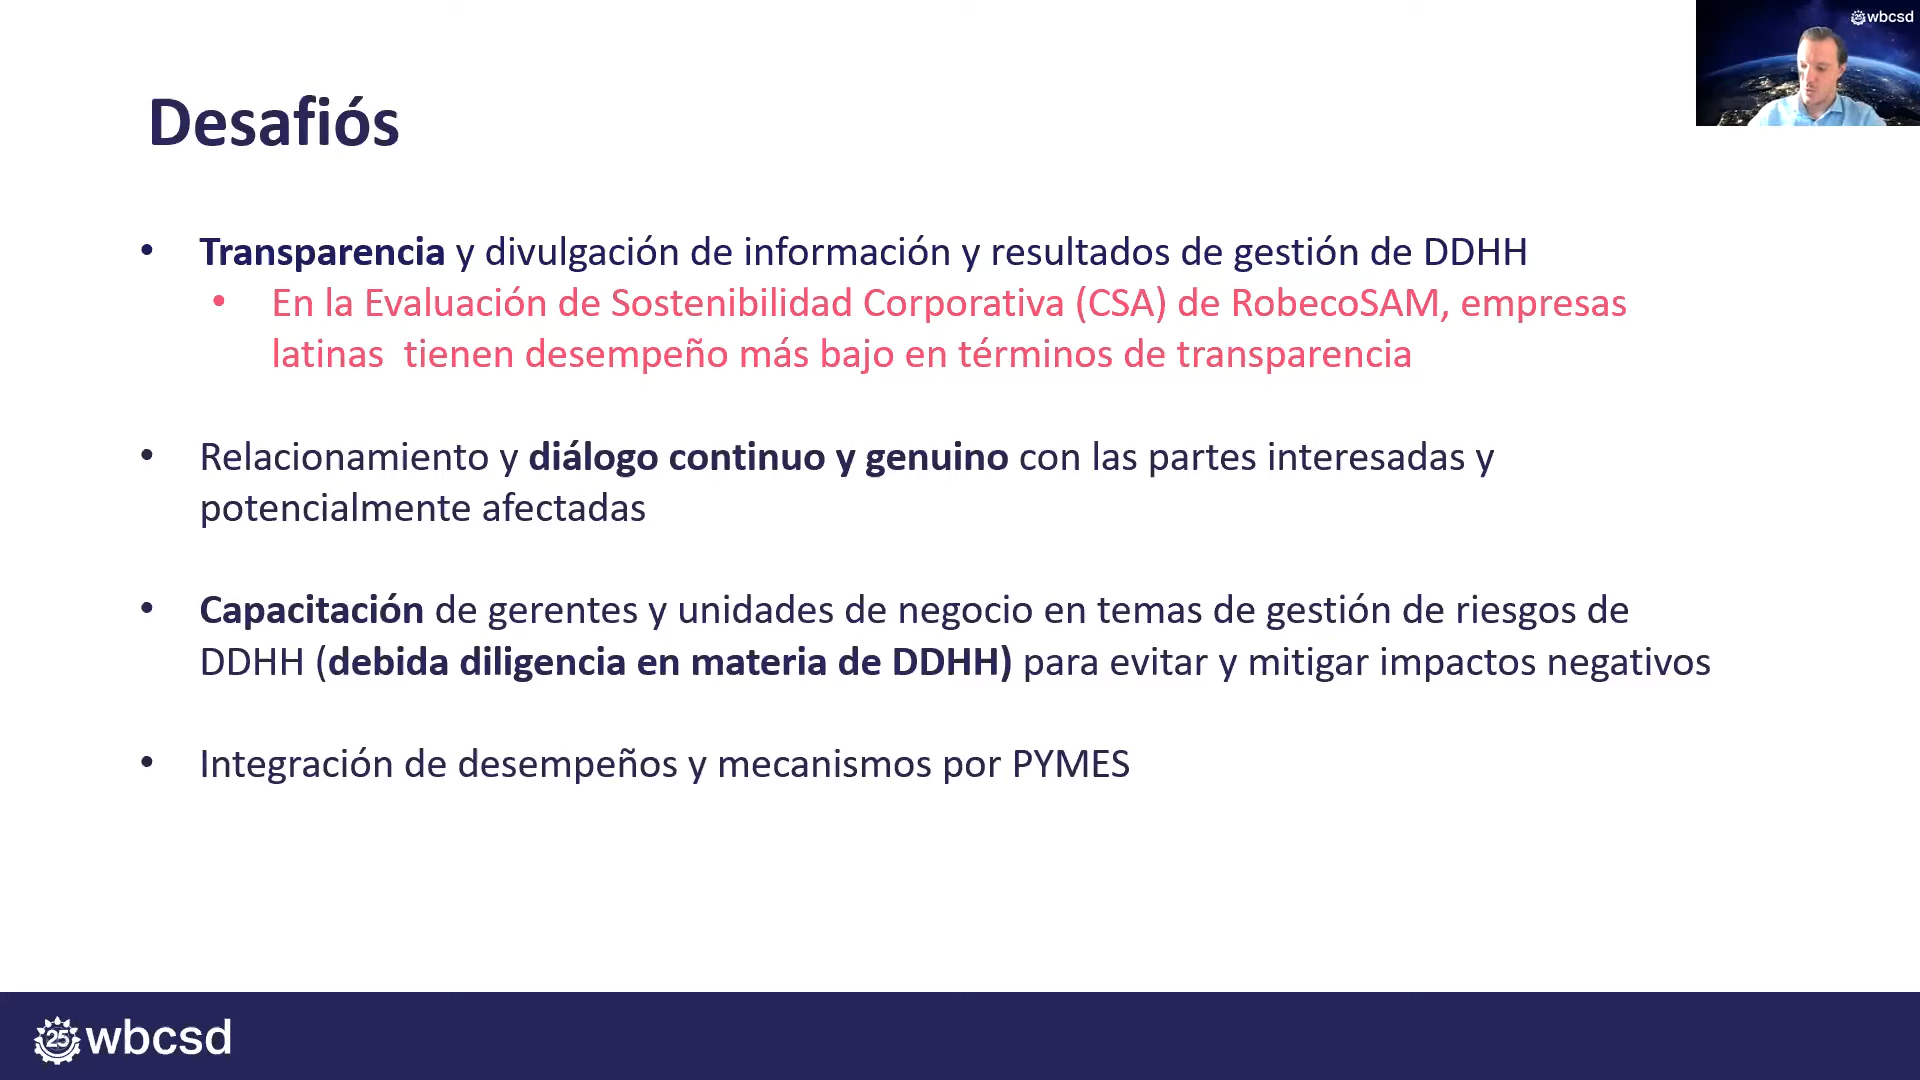 wbcsd
Desafiós
• Transparencia y divulgación de información y resultados de gestión de DDHH
• En la Evaluación de Sostenibilidad Corporativa (CSA) de RobecoSAM, empresas
latinas tienen desempeño más bajo en términos de transparencia
• Relacionamiento y diálogo continuo y genuino con las partes interesadas y
potencialmente afectadas
• Capacitación de gerentes y unidades de negocio en temas de gestión de riesgos de
DDHH (debida diligencia en materia de DDHH) para evitar y mitigar impactos negativos
• Integración de desempeños y mecanismos por PYMES
25 wbcsd